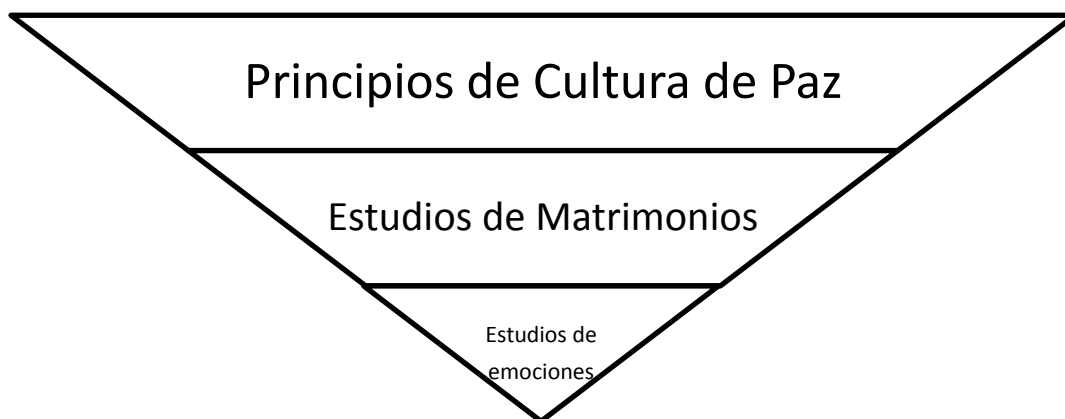 Principios de Cultura de Paz
Estudios de Matrimonios
Estudios de
emociones